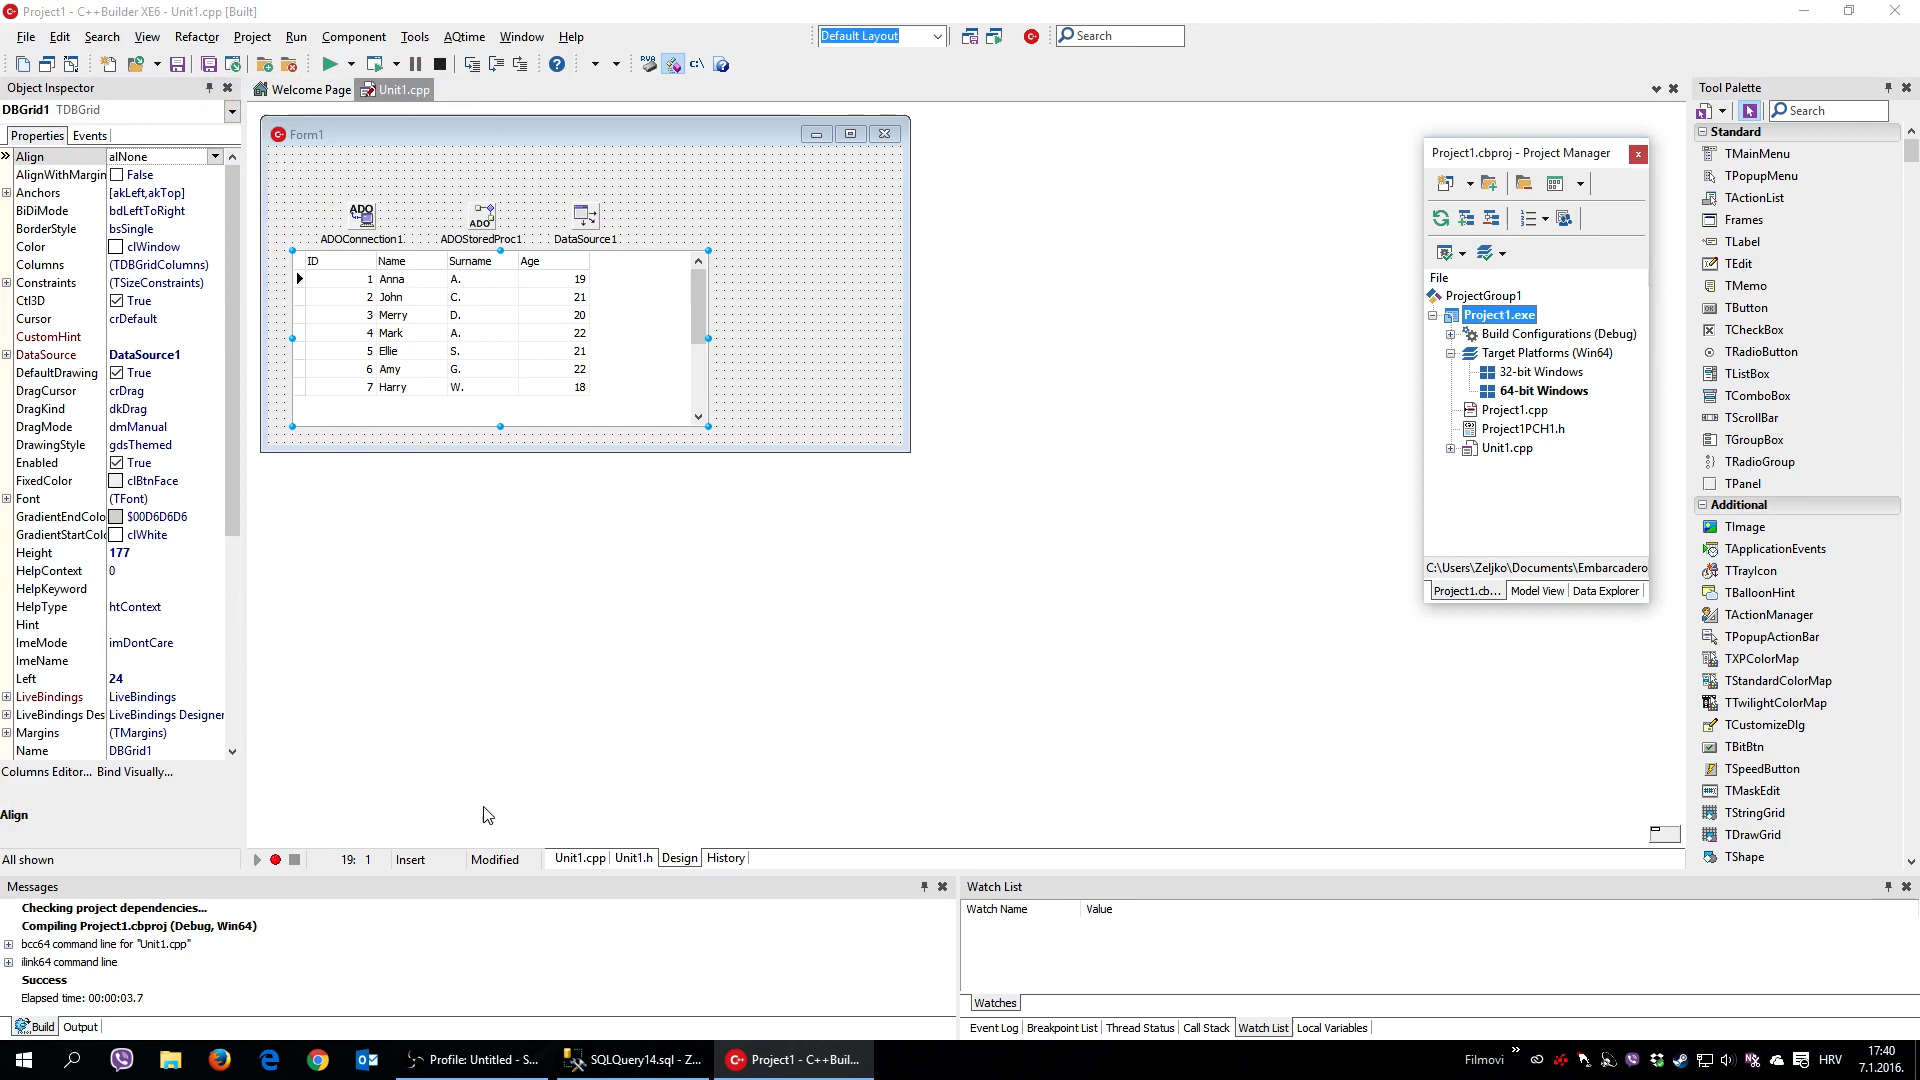 Project1 - C++Builder XE6 - Unit1.cpp [Built]
File Edit Search View Refactor Project Run Component Tools AQtime Window Help
Default Layout
Search
Object Inspector
DBGrid1 TDBGrid
Properties Events
Align alNone
AlignWithMargin False
Anchors [akLeft,akTop]
BiDiMode bdLeftToRight
BorderStyle bsSingle
Color clWindow
Columns (TDBGridColumns)
Constraints (TSizeConstraints)
Ctl3D True
Cursor crDefault
CustomHint
DataSource DataSource1
DefaultDrawing True
DragCursor crDrag
DragKind dkDrag
DragMode dmManual
DrawingStyle gdsThemed
Enabled True
FixedColor clBtnFace
Font (TFont)
GradientEndColo $00D6D6D6
GradientStartColo clWhite
Height 177
HelpContext 0
HelpKeyword
HelpType htContext
Hint
ImeMode imDontCare
ImeName
Left 24
LiveBindings LiveBindings
LiveBindings Des LiveBindings Designer
Margins (TMargins)
Name DBGrid1
Columns Editor... Bind Visually...
Align
All shown
Welcome Page Unit1.cpp
Form1
ADO
ADO
ADOConnection1 ADOStoredProc1 DataSource1
ID Name Surname Age
1 Anna A. 19
2 John C. 21
3 Merry D. 20
4 Mark A. 22
5 Ellie S. 21
6 Amy G. 22
7 Harry W. 18
19: 1 Insert Modified Unit1.cpp Unit1.h Design History
Project1.cbproj - Project Manager
File
ProjectGroup1
Project1.exe
Build Configurations (Debug)
Target Platforms (Win64)
32-bit Windows
64-bit Windows
Project1.cpp
Project1PCH1.h
Unit1.cpp
C:\Users\Zeljko\Documents\Embarcadero
Project1.cb... Model View Data Explorer
Tool Palette
Search
Standard
TMainMenu
TPopupMenu
TActionList
Frames
TLabel
TEdit
TMemo
TButton
TCheckBox
TRadioButton
TListBox
TComboBox
TScrollBar
TGroupBox
TRadioGroup
TPanel
Additional
TImage
TApplicationEvents
TTrayIcon
TBalloonHint
TActionManager
TPopupActionBar
TXPColorMap
TStandardColorMap
TTwilightColorMap
TCustomizeDlg
TBitBtn
TSpeedButton
TMaskEdit
TStringGrid
TDrawGrid
TShape
Messages
Checking project dependencies...
Compiling Project1.cbproj (Debug, Win64)
bcc64 command line for "Unit1.cpp"
ilink64 command line
Success
Elapsed time: 00:00:03.7
Build Output
Watch List
Watch Name Value
Watches
Event Log Breakpoint List Thread Status Call Stack Watch List Local Variables
Profile: Untitled - S... SQLQuery14.sql - Z... Project1 - C++Buil...
Filmovi
HRV
17:40
7.1.2016.